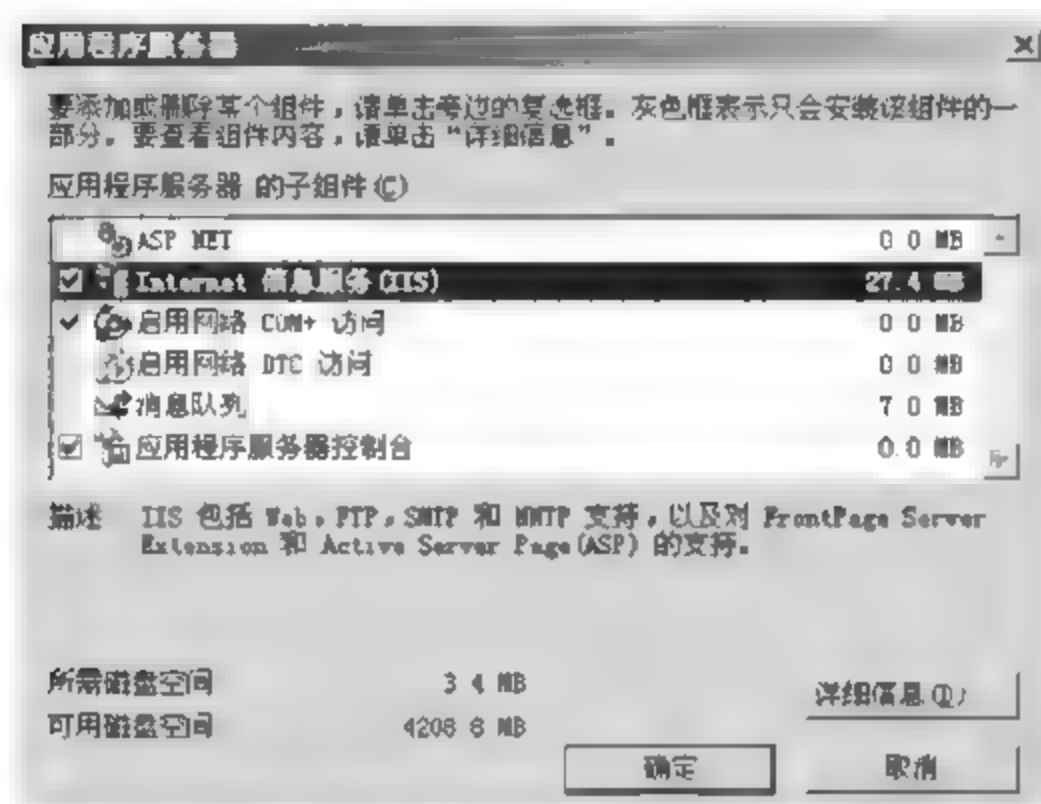 应用程序服务器
要添加或删除某个组件，请单击旁边的复选框。灰色框表示只会安装该组件的一
部分。要查看组件内容，请单击“详细信息”。
应用程序服务器 的子组件(C)
ASP NET 0 0 MB
Internet 信息服务(IIS) 27.4 MB
启用网络 COM+ 访问 0 0 MB
启用网络 DTC 访问 0 0 MB
消息队列 7 0 MB
应用程序服务器控制台 0.0 MB
描述 IIS 包括 Web，FTP，SMTP 和 NNTP 支持，以及对 FrontPage Server
Extension 和 Active Server Page(ASP) 的支持。
所需磁盘空间 3 4 MB
可用磁盘空间 4206 8 MB
详细信息(D)
确定 取消